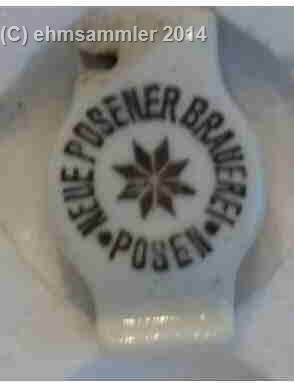 (C) ehmsammler 2014
NEUE POSENER BRAUEREI
• POSEN •